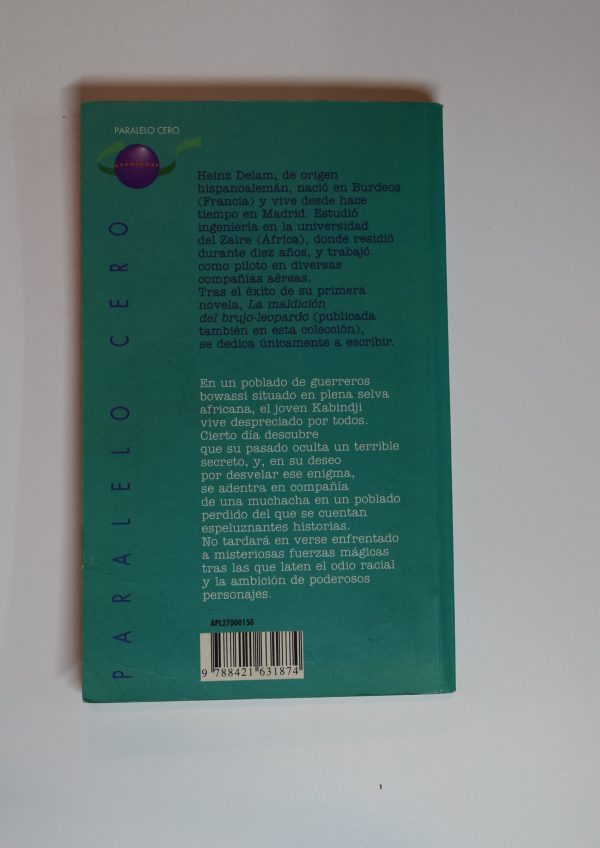 PARALELO CERO
PARALELO CERO
Heinz Delam, de origen
hispanoalemán, nació en Burdeos
(Francia) y vive desde hace
tiempo en Madrid. Estudió
ingeniería en la universidad
del Zaire (África), donde residió
durante diez años, y trabajó
como piloto en diversas
compañías aéreas.
Tras el éxito de su primera
novela, La maldición
del brujo-leopardo (publicada
también en esta colección),
se dedica únicamente a escribir.
En un poblado de guerreros
bowassi situado en plena selva
africana, el joven Kabindji
vive despreciado por todos.
Cierto día descubre
que su pasado oculta un terrible
secreto, y, en su deseo
por desvelar ese enigma,
se adentra en compañía
de una muchacha en un poblado
perdido del que se cuentan
espeluznantes historias.
No tardará en verse enfrentado
a misteriosas fuerzas mágicas
tras las que laten el odio racial
y la ambición de poderosos
personajes.
APL27000150
9 788421 631874